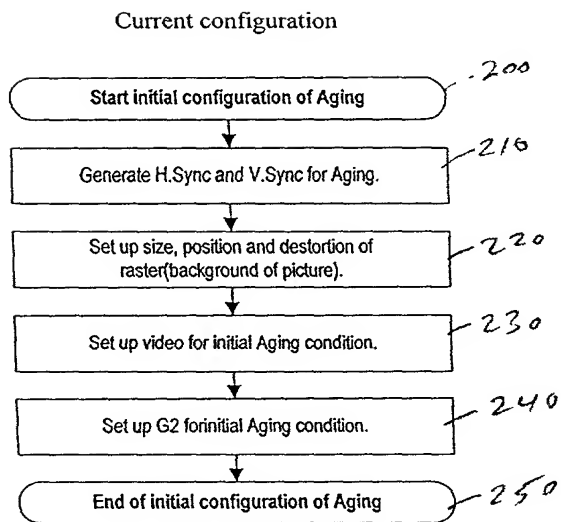 Current configuration
200
Start initial configuration of Aging
210
Generate H.Sync and V.Sync for Aging.
220
Set up size, position and destortion of
raster(background of picture).
230
Set up video for initial Aging condition.
240
Set up G2 forinitial Aging condition.
250
End of initial configuration of Aging